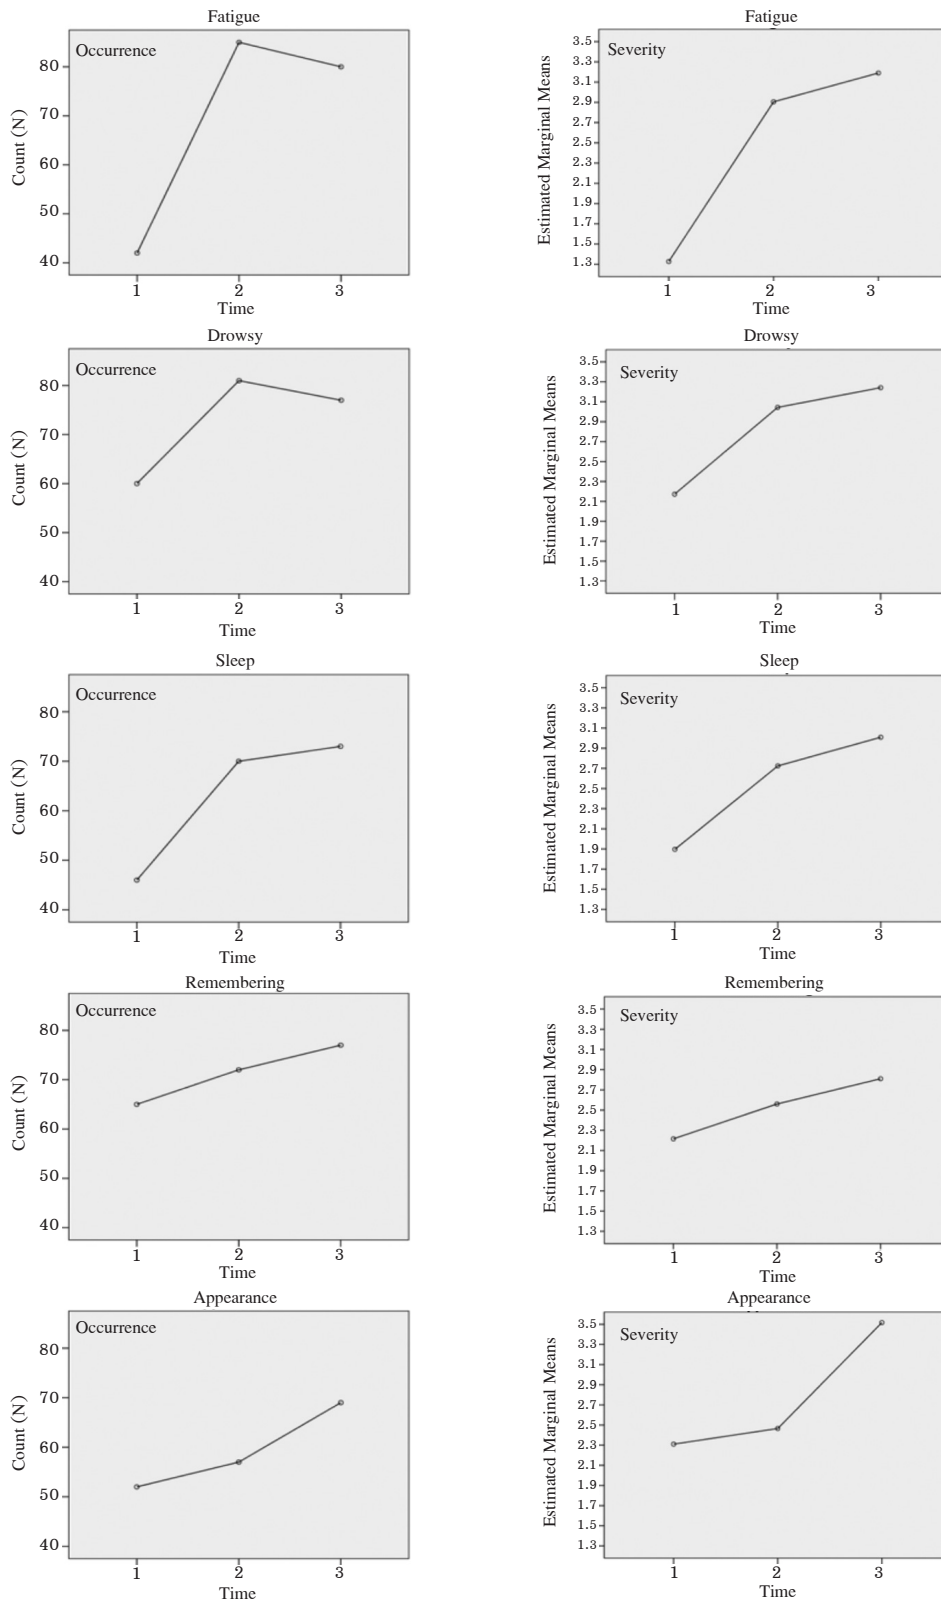 Fatigue
Occurrence
Count (N)
80
70
60
50
40
1 2 3
Time
Fatigue
Severity
Estimated Marginal Means
3.5
3.3
3.1
2.9
2.7
2.5
2.3
2.1
1.9
1.7
1.5
1.3
1 2 3
Time
Drowsy
Occurrence
Count (N)
80
70
60
50
40
1 2 3
Time
Drowsy
Severity
Estimated Marginal Means
3.5
3.3
3.1
2.9
2.7
2.5
2.3
2.1
1.9
1.7
1.5
1.3
1 2 3
Time
Sleep
Occurrence
Count (N)
80
70
60
50
40
1 2 3
Time
Sleep
Severity
Estimated Marginal Means
3.5
3.3
3.1
2.9
2.7
2.5
2.3
2.1
1.9
1.7
1.5
1.3
1 2 3
Time
Remembering
Occurrence
Count (N)
80
70
60
50
40
1 2 3
Time
Remembering
Severity
Estimated Marginal Means
3.5
3.3
3.1
2.9
2.7
2.5
2.3
2.1
1.9
1.7
1.5
1.3
1 2 3
Time
Appearance
Occurrence
Count (N)
80
70
60
50
40
1 2 3
Time
Appearance
Severity
Estimated Marginal Means
3.5
3.3
3.1
2.9
2.7
2.5
2.3
2.1
1.9
1.7
1.5
1.3
1 2 3
Time